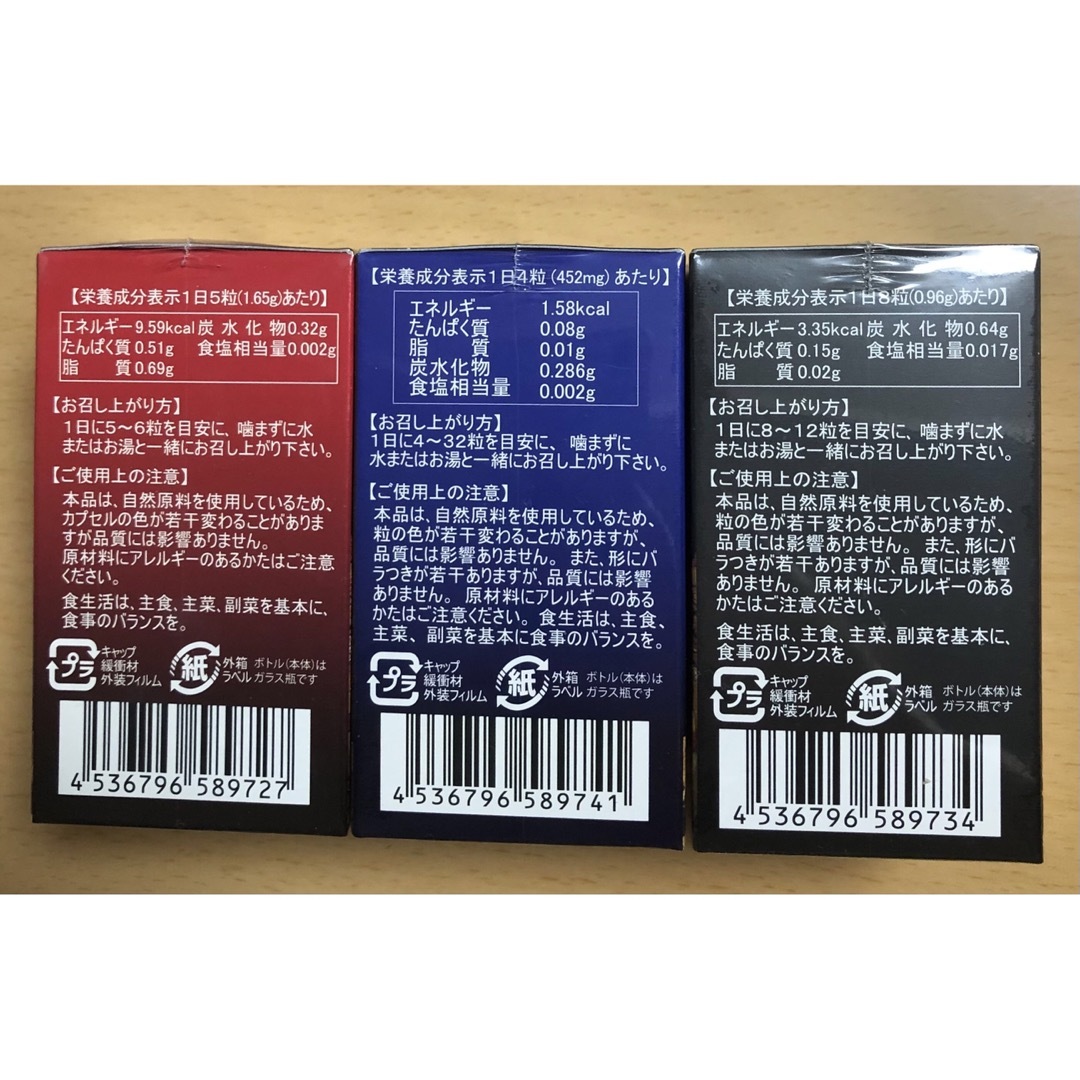 【栄養成分表示1日5粒(1.65g)あたり】
エネルギー9.59kcal 炭水化物0.32g
たんぱく質0.51g 食塩相当量0.002g
脂 質0.69g
【お召し上がり方】
1日に5〜6粒を目安に、噛まずに水
またはお湯と一緒にお召し上がり下さい。
【ご使用上の注意】
本品は、自然原料を使用しているため、
カプセルの色が若干変わることがありま
すが品質には影響ありません。
原材料にアレルギーのあるかたはご注意
ください。
食生活は、主食、主菜、副菜を基本に、
食事のバランスを。
プラ
キャップ
緩衝材
外装フィルム
紙
外箱
ラベル
ボトル(本体)は
ガラス瓶です
4 536796 589727
【栄養成分表示1日4粒(452mg)あたり】
エネルギー 1.58kcal
たんぱく質 0.08g
脂 質 0.01g
炭水化物 0.286g
食塩相当量 0.002g
【お召し上がり方】
1日に4〜32粒を目安に、噛まずに
水またはお湯と一緒にお召し上がり下さい。
【ご使用上の注意】
本品は、自然原料を使用しているため、
粒の色が若干変わることがありますが、
品質には影響ありません。また、形にバ
ラつきが若干ありますが、品質には影響
ありません。原材料にアレルギーのある
かたはご注意ください。食生活は、主食、
主菜、副菜を基本に食事のバランスを。
プラ
キャップ
緩衝材
外装フィルム
紙
外箱
ラベル
ボトル(本体)は
ガラス瓶です
4 536796 589741
【栄養成分表示1日8粒(0.96g)あたり】
エネルギー3.35kcal 炭水化物0.64g
たんぱく質0.15g 食塩相当量0.017g
脂 質0.02g
【お召し上がり方】
1日に8〜12粒を目安に、噛まずに水
またはお湯と一緒にお召し上がり下さい。
【ご使用上の注意】
本品は、自然原料を使用しているため、
粒の色が若干変わることがありますが、
品質には影響ありません。また、形にバ
ラつきが若干ありますが、品質には影響
ありません。原材料にアレルギーのある
かたはご注意ください。
食生活は、主食、主菜、副菜を基本に、
食事のバランスを。
プラ
キャップ
緩衝材
外装フィルム
紙
外箱
ラベル
ボトル(本体)は
ガラス瓶です
4 536796 589734